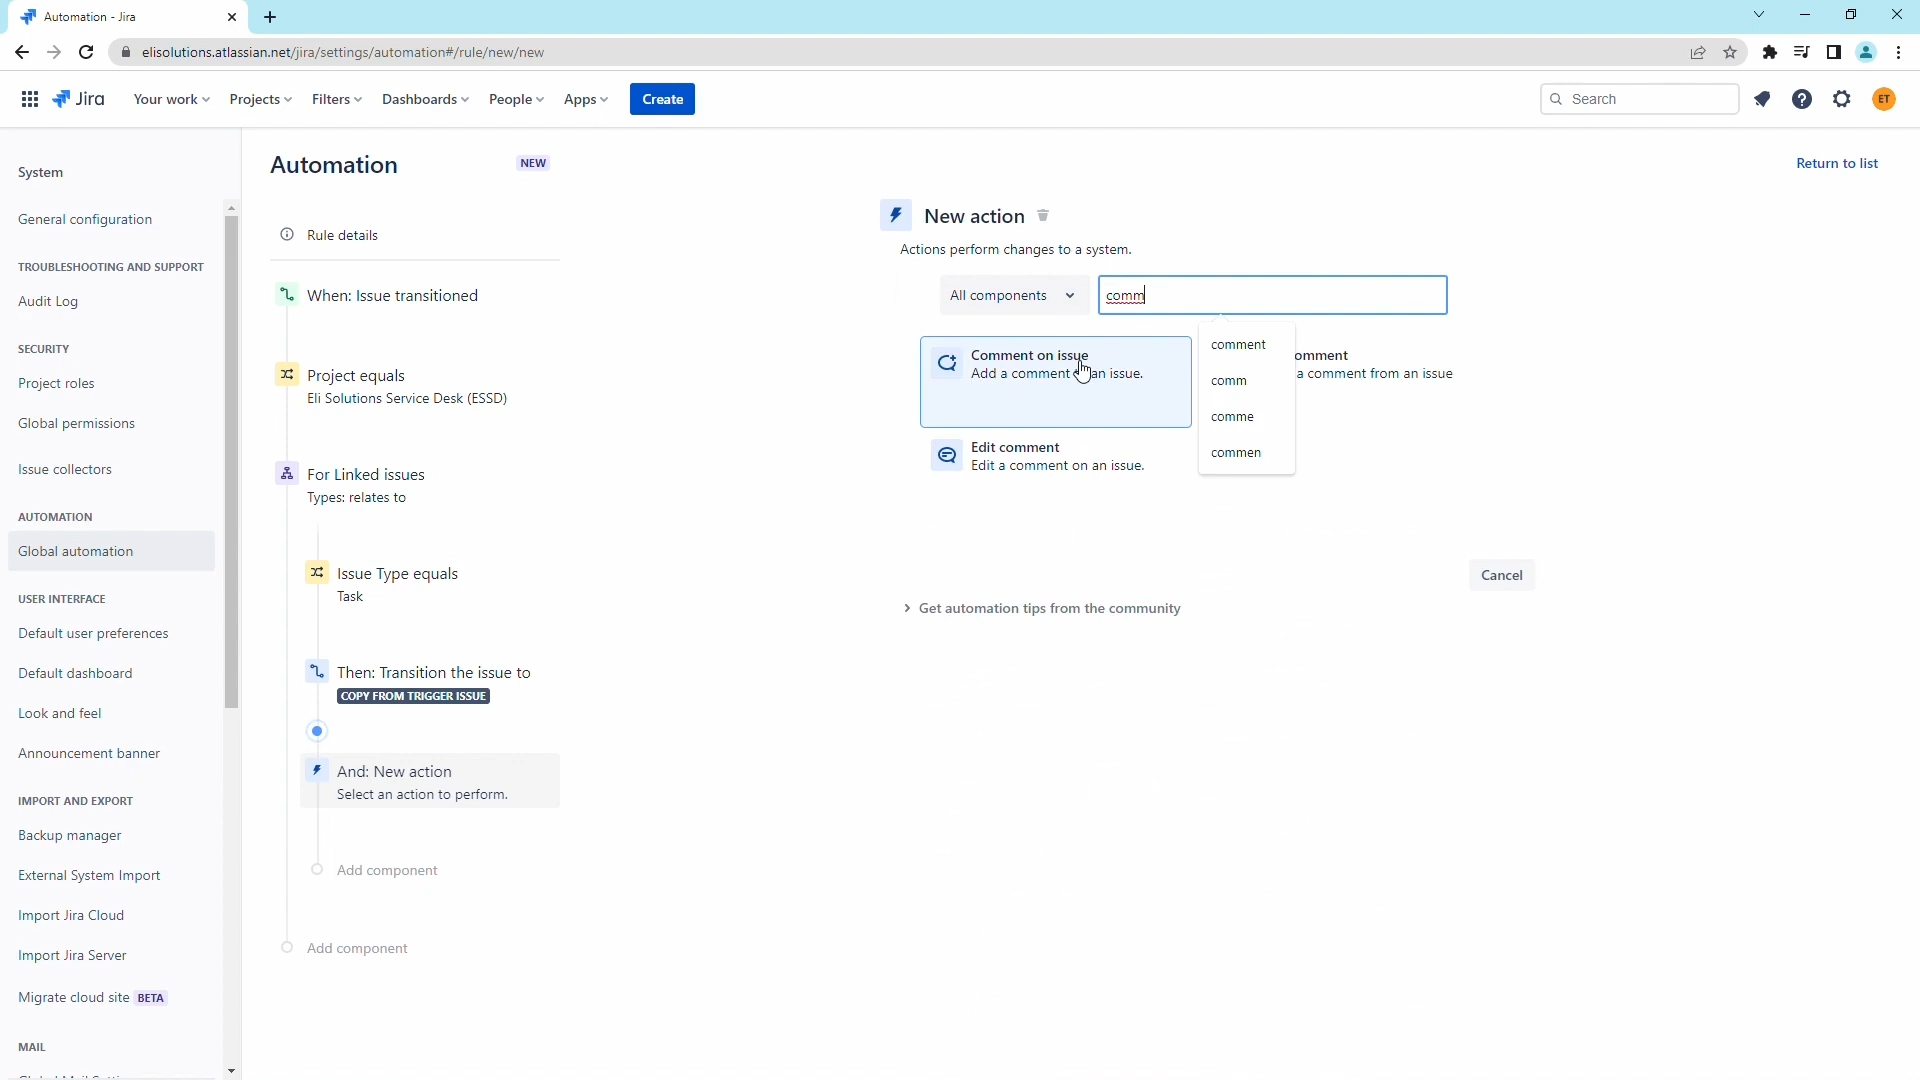 Automation - Jira
elisolutions.atlassian.net/jira/settings/automation#/rule/new/new
Jira
Your work
Projects
Filters
Dashboards
People
Apps
Create
Search
ET
System
General configuration
TROUBLESHOOTING AND SUPPORT
Audit Log
SECURITY
Project roles
Global permissions
Issue collectors
AUTOMATION
Global automation
USER INTERFACE
Default user preferences
Default dashboard
Look and feel
Announcement banner
IMPORT AND EXPORT
Backup manager
External System Import
Import Jira Cloud
Import Jira Server
Migrate cloud site BETA
MAIL
Automation
NEW
Return to list
Rule details
When: Issue transitioned
Project equals
Eli Solutions Service Desk (ESSD)
For Linked issues
Types: relates to
Issue Type equals
Task
Then: Transition the issue to
COPY FROM TRIGGER ISSUE
And: New action
Select an action to perform.
Add component
Add component
New action
Actions perform changes to a system.
All components
comm
Comment on issue
Add a comment an issue.
omment
a comment from an issue
Edit comment
Edit a comment on an issue.
comment
comm
comme
commen
Cancel
Get automation tips from the community